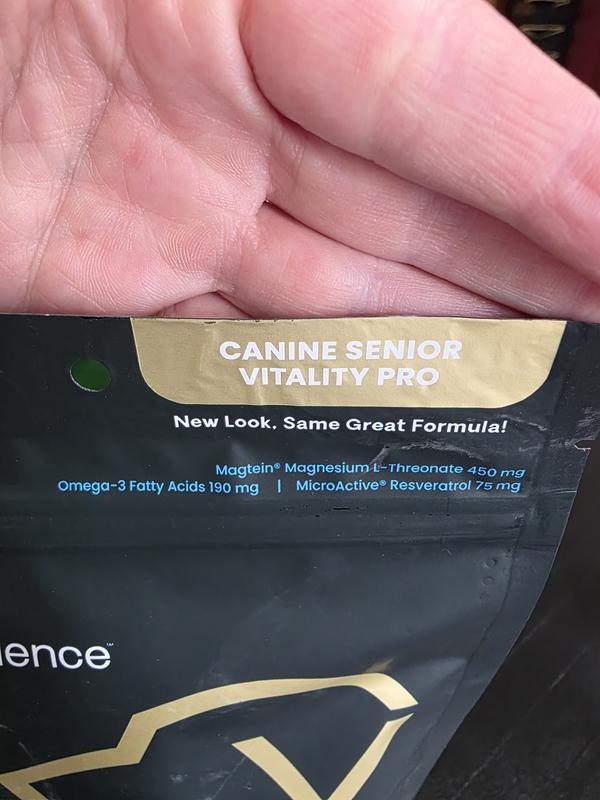 CANINE SENIOR
VITALITY PRO
New Look, Same Great Formula!
Magtein® Magnesium L-Threonate 450 mg
Omega-3 Fatty Acids 190 mg | MicroActive® Resveratrol 75 mg